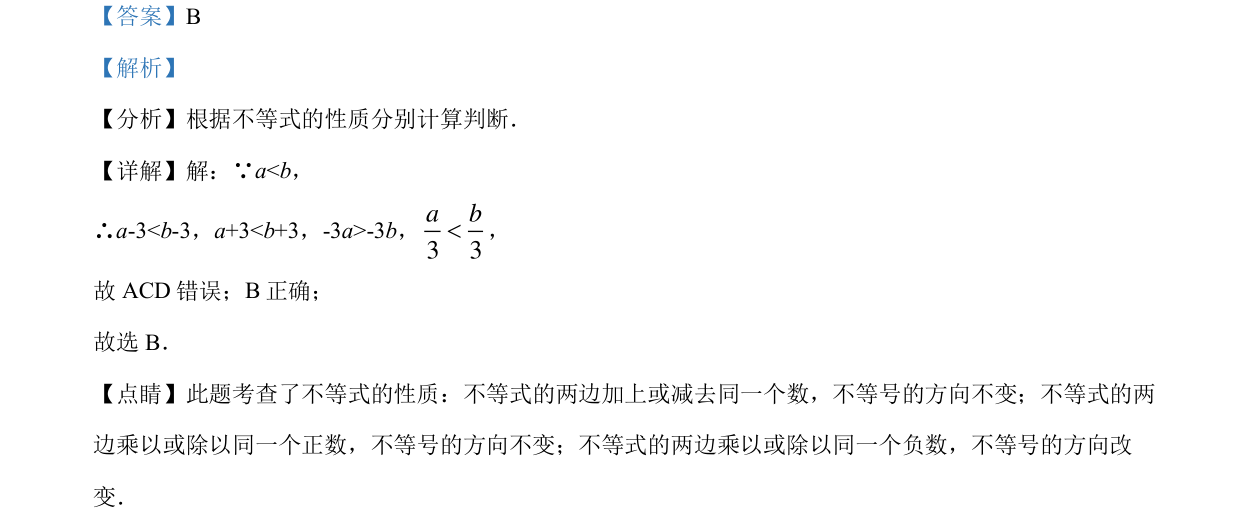 【答案】B
【解析】
【分析】根据不等式的性质分别计算判断．
【详解】解：∵a<b，
∴a-3<b-3，a+3<b+3，-3a>-3b，a/3<b/3，
故 ACD 错误；B 正确；
故选 B．
【点睛】此题考查了不等式的性质：不等式的两边加上或减去同一个数，不等号的方向不变；不等式的两
边乘以或除以同一个正数，不等号的方向不变；不等式的两边乘以或除以同一个负数，不等号的方向改
变．